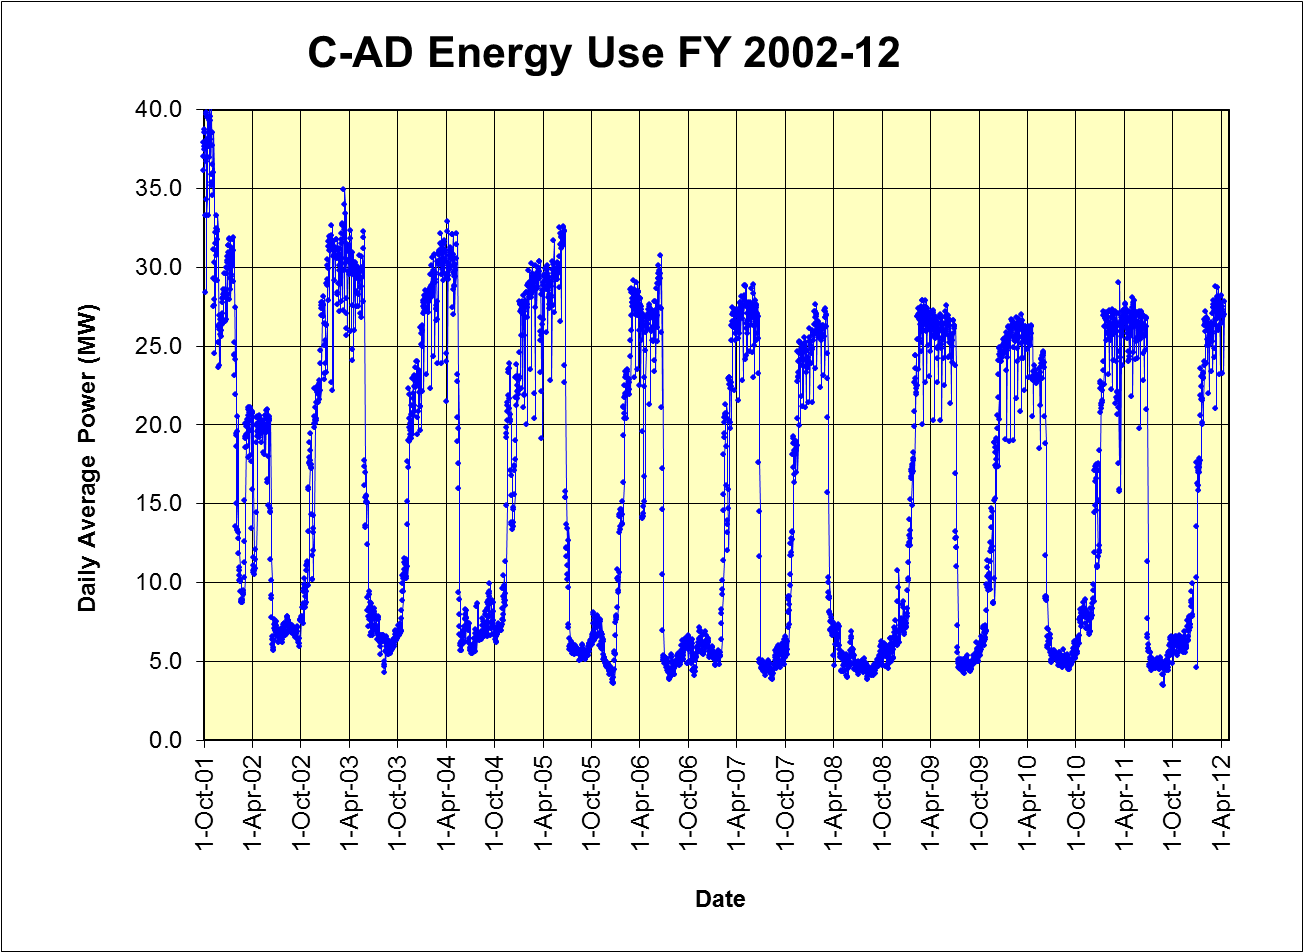 C-AD Energy Use FY 2002-12
Daily Average Power (MW)
40.0
35.0
30.0
25.0
20.0
15.0
10.0
5.0
0.0
1-Oct-01
1-Apr-02
1-Oct-02
1-Apr-03
1-Oct-03
1-Apr-04
1-Oct-04
1-Apr-05
1-Oct-05
1-Apr-06
1-Oct-06
1-Apr-07
1-Oct-07
1-Apr-08
1-Oct-08
1-Apr-09
1-Oct-09
1-Apr-10
1-Oct-10
1-Apr-11
1-Oct-11
1-Apr-12
Date